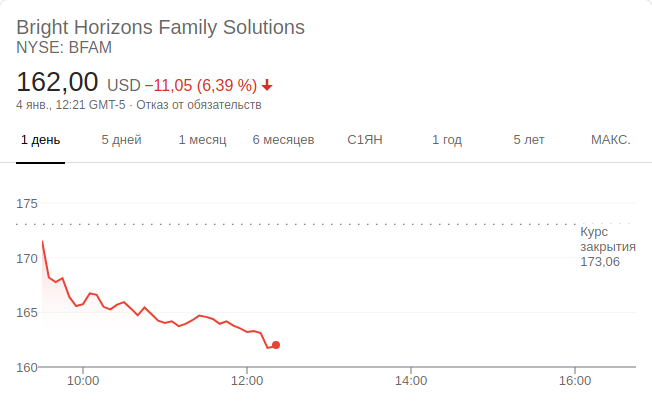 Bright Horizons Family Solutions
NYSE: BFAM
162,00 USD −11,05 (6,39 %)
4 янв., 12:21 GMT-5 · Отказ от обязательств
1 день 5 дней 1 месяц 6 месяцев С1ЯН 1 год 5 лет МАКС.
175
Курс
закрытия
173,06
170
165
160
10:00 12:00 14:00 16:00